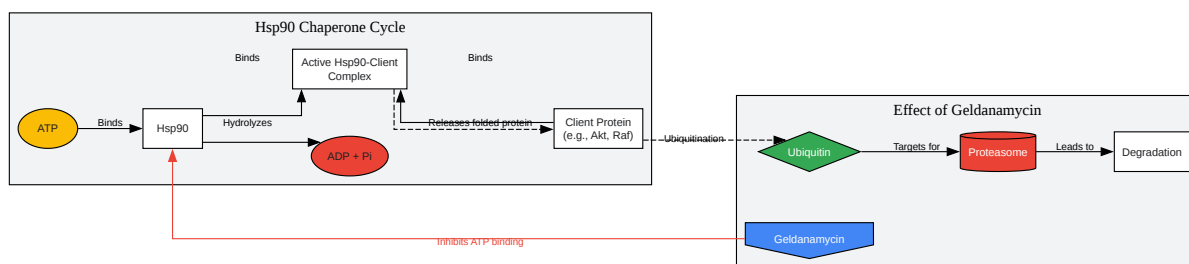 Hsp90 Chaperone Cycle
Binds
Binds
Active Hsp90-Client
Complex
ATP
Binds
Hsp90
Hydrolyzes
Releases folded protein
Client Protein
(e.g., Akt, Raf)
ADP + Pi
Ubiquitination
Effect of Geldanamycin
Ubiquitin
Targets for
Proteasome
Leads to
Degradation
Geldanamycin
Inhibits ATP binding